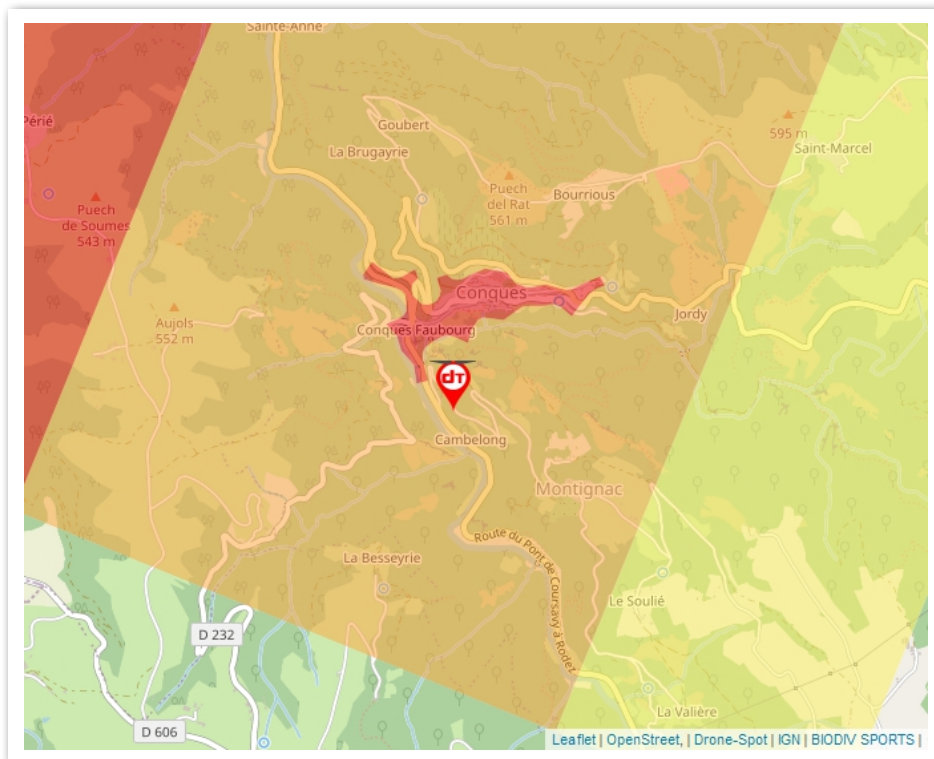 Sainte-Anne
Périé
Goubert
La Brugayrie
595 m
Saint-Marcel
Puech
del Rat
561 m
Bourrious
Puech
de Soumes
543 m
Conques
Jordy
Aujols
552 m
Conques Faubourg
dT
Cambelong
Montignac
Route du Pont de Coursavy à Rodez
La Besseyrie
Le Soulié
D 232
La Valière
D 606
Leaflet | OpenStreet, | Drone-Spot | IGN | BIODIV SPORTS |